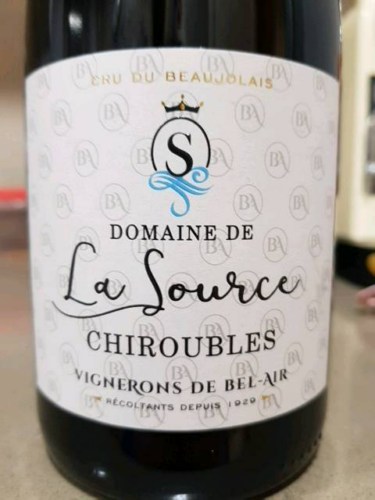 CRU DU BEAUJOLAIS
S
DOMAINE DE
La Source
CHIROUBLES
VIGNERONS DE BEL-AIR
RÉCOLTANTS DEPUIS 1929